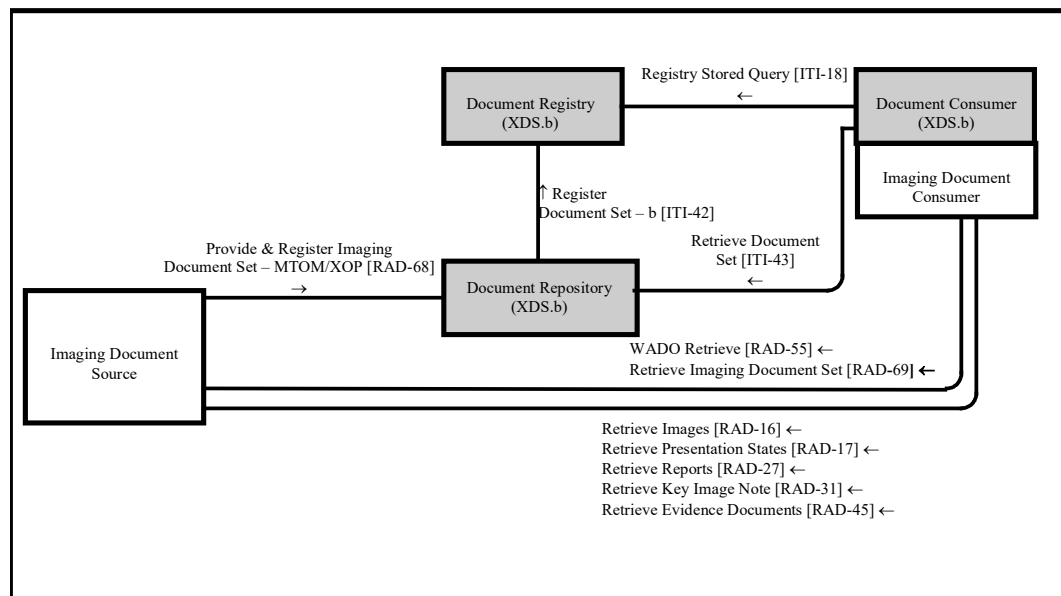 Registry Stored Query [ITI-18]
←
Document Registry
(XDS.b)
Document Consumer
(XDS.b)
Imaging Document
Consumer
↑ Register
Document Set – b [ITI-42]
Retrieve Document
Set [ITI-43]
←
Provide & Register Imaging
Document Set – MTOM/XOP [RAD-68]
→
Document Repository
(XDS.b)
Imaging Document
Source
WADO Retrieve [RAD-55] ←
Retrieve Imaging Document Set [RAD-69] ←
Retrieve Images [RAD-16] ←
Retrieve Presentation States [RAD-17] ←
Retrieve Reports [RAD-27] ←
Retrieve Key Image Note [RAD-31] ←
Retrieve Evidence Documents [RAD-45] ←